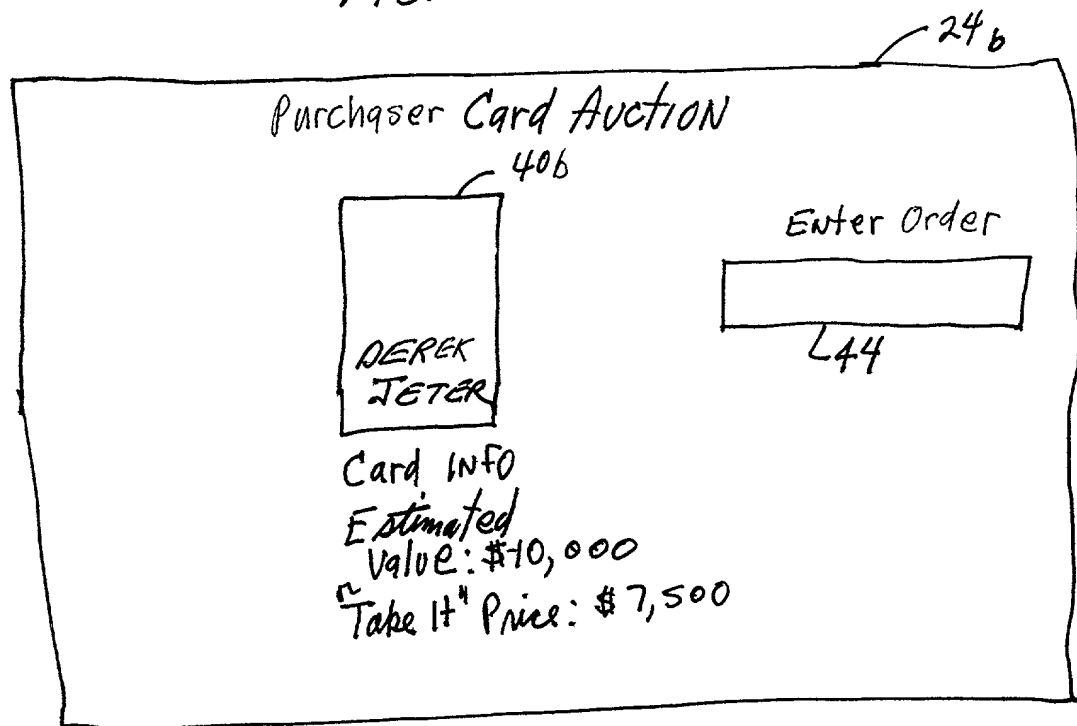 FIG.
24b
Purchaser Card Auction
40b
Enter Order
44
DEREK
JETER
Card INFO
Estimated
Value: $10,000
"Take It" Price: $7,500